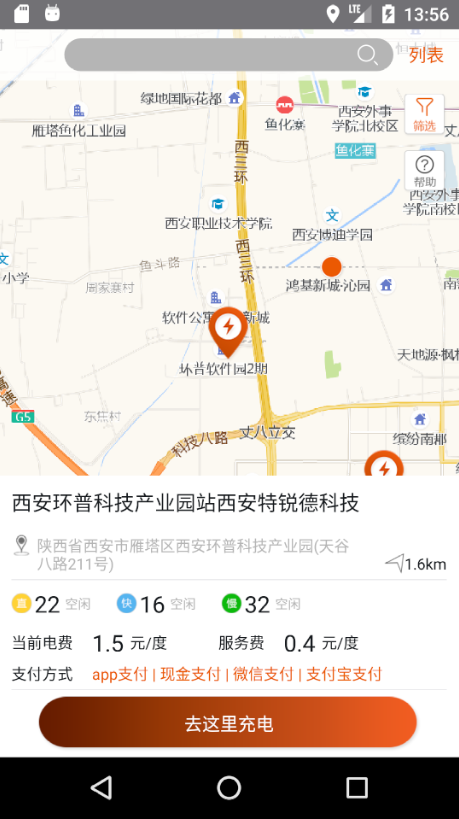 LTE 13:56
列表
绿地国际花都
鱼化寨
西安外事
学院北校区
筛选
雁塔鱼化工业园
西三环
鱼化寨
帮助
西安外事
学院南校
西安职业技术学院
文
西安博迪学园
西三环
文
小学
鱼斗路
周家寨村
鸿基新城-沁园
软件公寓 新城
环普软件园2期
天地源·枫林
G5
高速
东焦村
科技八路
丈八立交
缤纷南郡
西安环普科技产业园站西安特锐德科技
陕西省西安市雁塔区西安环普科技产业园(天谷
八路211号)
1.6km
直 22 空闲 快 16 空闲 慢 32 空闲
当前电费 1.5 元/度 服务费 0.4 元/度
支付方式 app支付 | 现金支付 | 微信支付 | 支付宝支付
去这里充电